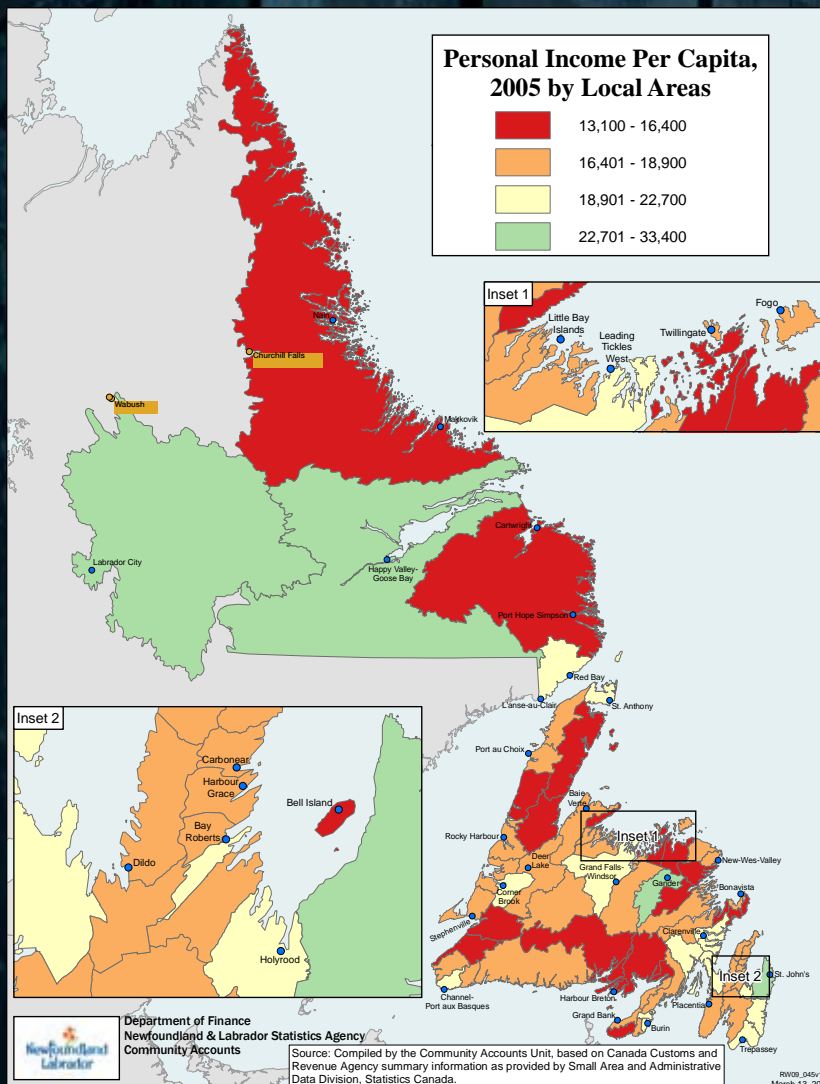 Personal Income Per Capita,
2005 by Local Areas
13,100 - 16,400
16,401 - 18,900
18,901 - 22,700
22,701 - 33,400
Inset 1
Little Bay
Islands
Leading
Tickles
West
Twillingate
Fogo
Nain
Churchill Falls
Wabush
Makkovik
Cartwright
Labrador City
Happy Valley-
Goose Bay
Port Hope Simpson
Red Bay
L'anse-au-Clair
St. Anthony
Port au Choix
Baie
Verte
Inset 1
Rocky Harbour
Deer
Lake
Grand Falls-
Windsor
New-Wes-Valley
Gander
Bonavista
Corner
Brook
Stephenville
Clarenville
Inset 2
St. John's
Channel-
Port aux Basques
Harbour Breton
Placentia
Grand Bank
Burin
Trepassey
Inset 2
Carbonear
Harbour
Grace
Bell Island
Bay
Roberts
Dildo
Holyrood
Newfoundland
Labrador
Department of Finance
Newfoundland & Labrador Statistics Agency
Community Accounts
Source: Compiled by the Community Accounts Unit, based on Canada Customs and
Revenue Agency summary information as provided by Small Area and Administrative
Data Division, Statistics Canada.